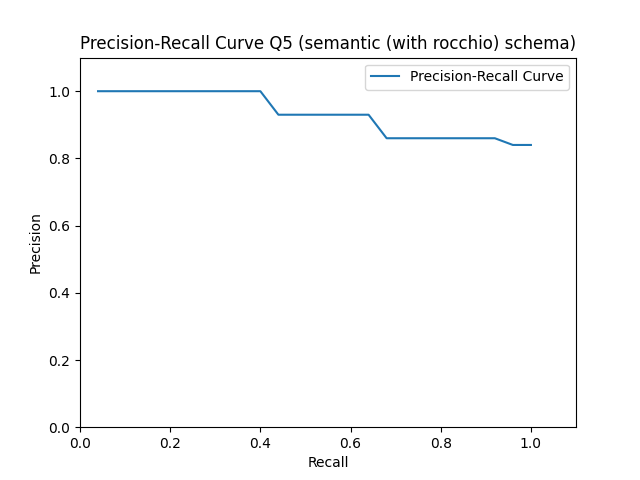 Precision-Recall Curve Q5 (semantic (with rocchio) schema)
Precision-Recall Curve
1.0
0.8
0.6
0.4
0.2
0.0
Precision
0.0 0.2 0.4 0.6 0.8 1.0
Recall